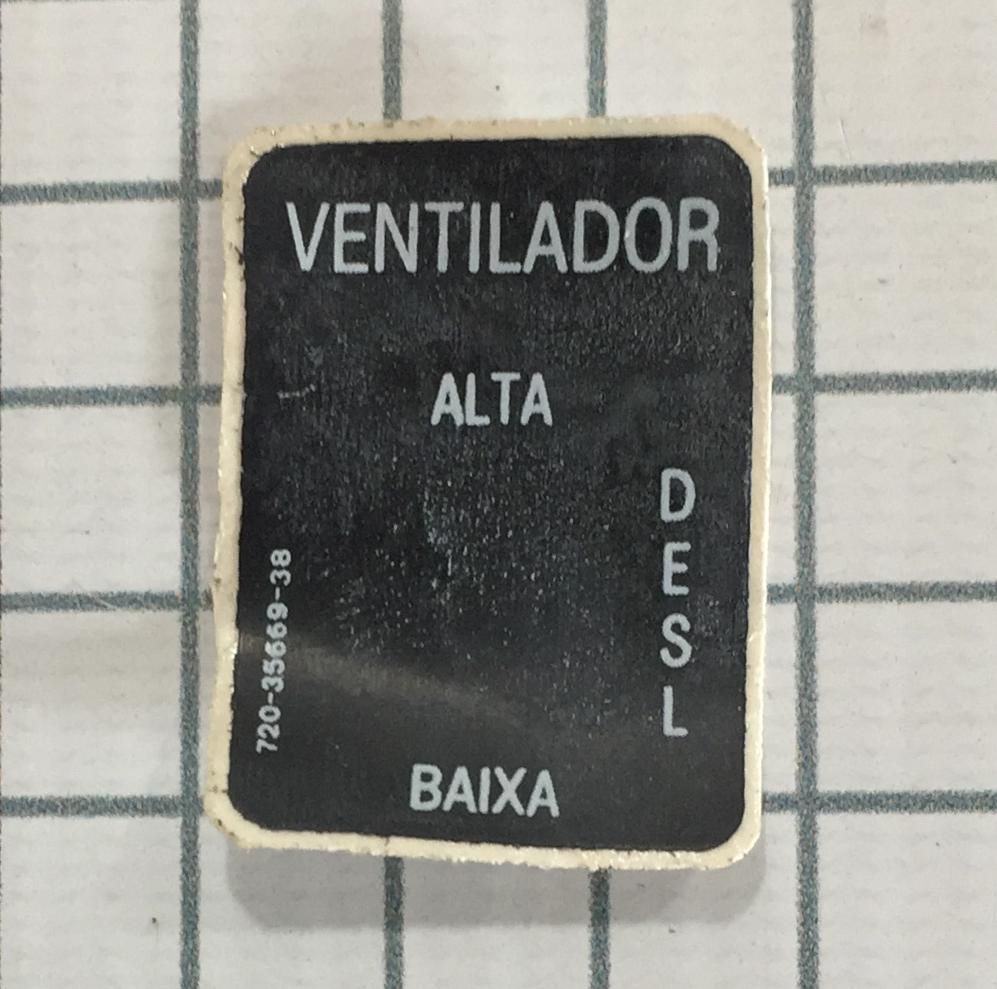 VENTILADOR
ALTA
DESL
720-35669-38
BAIXA